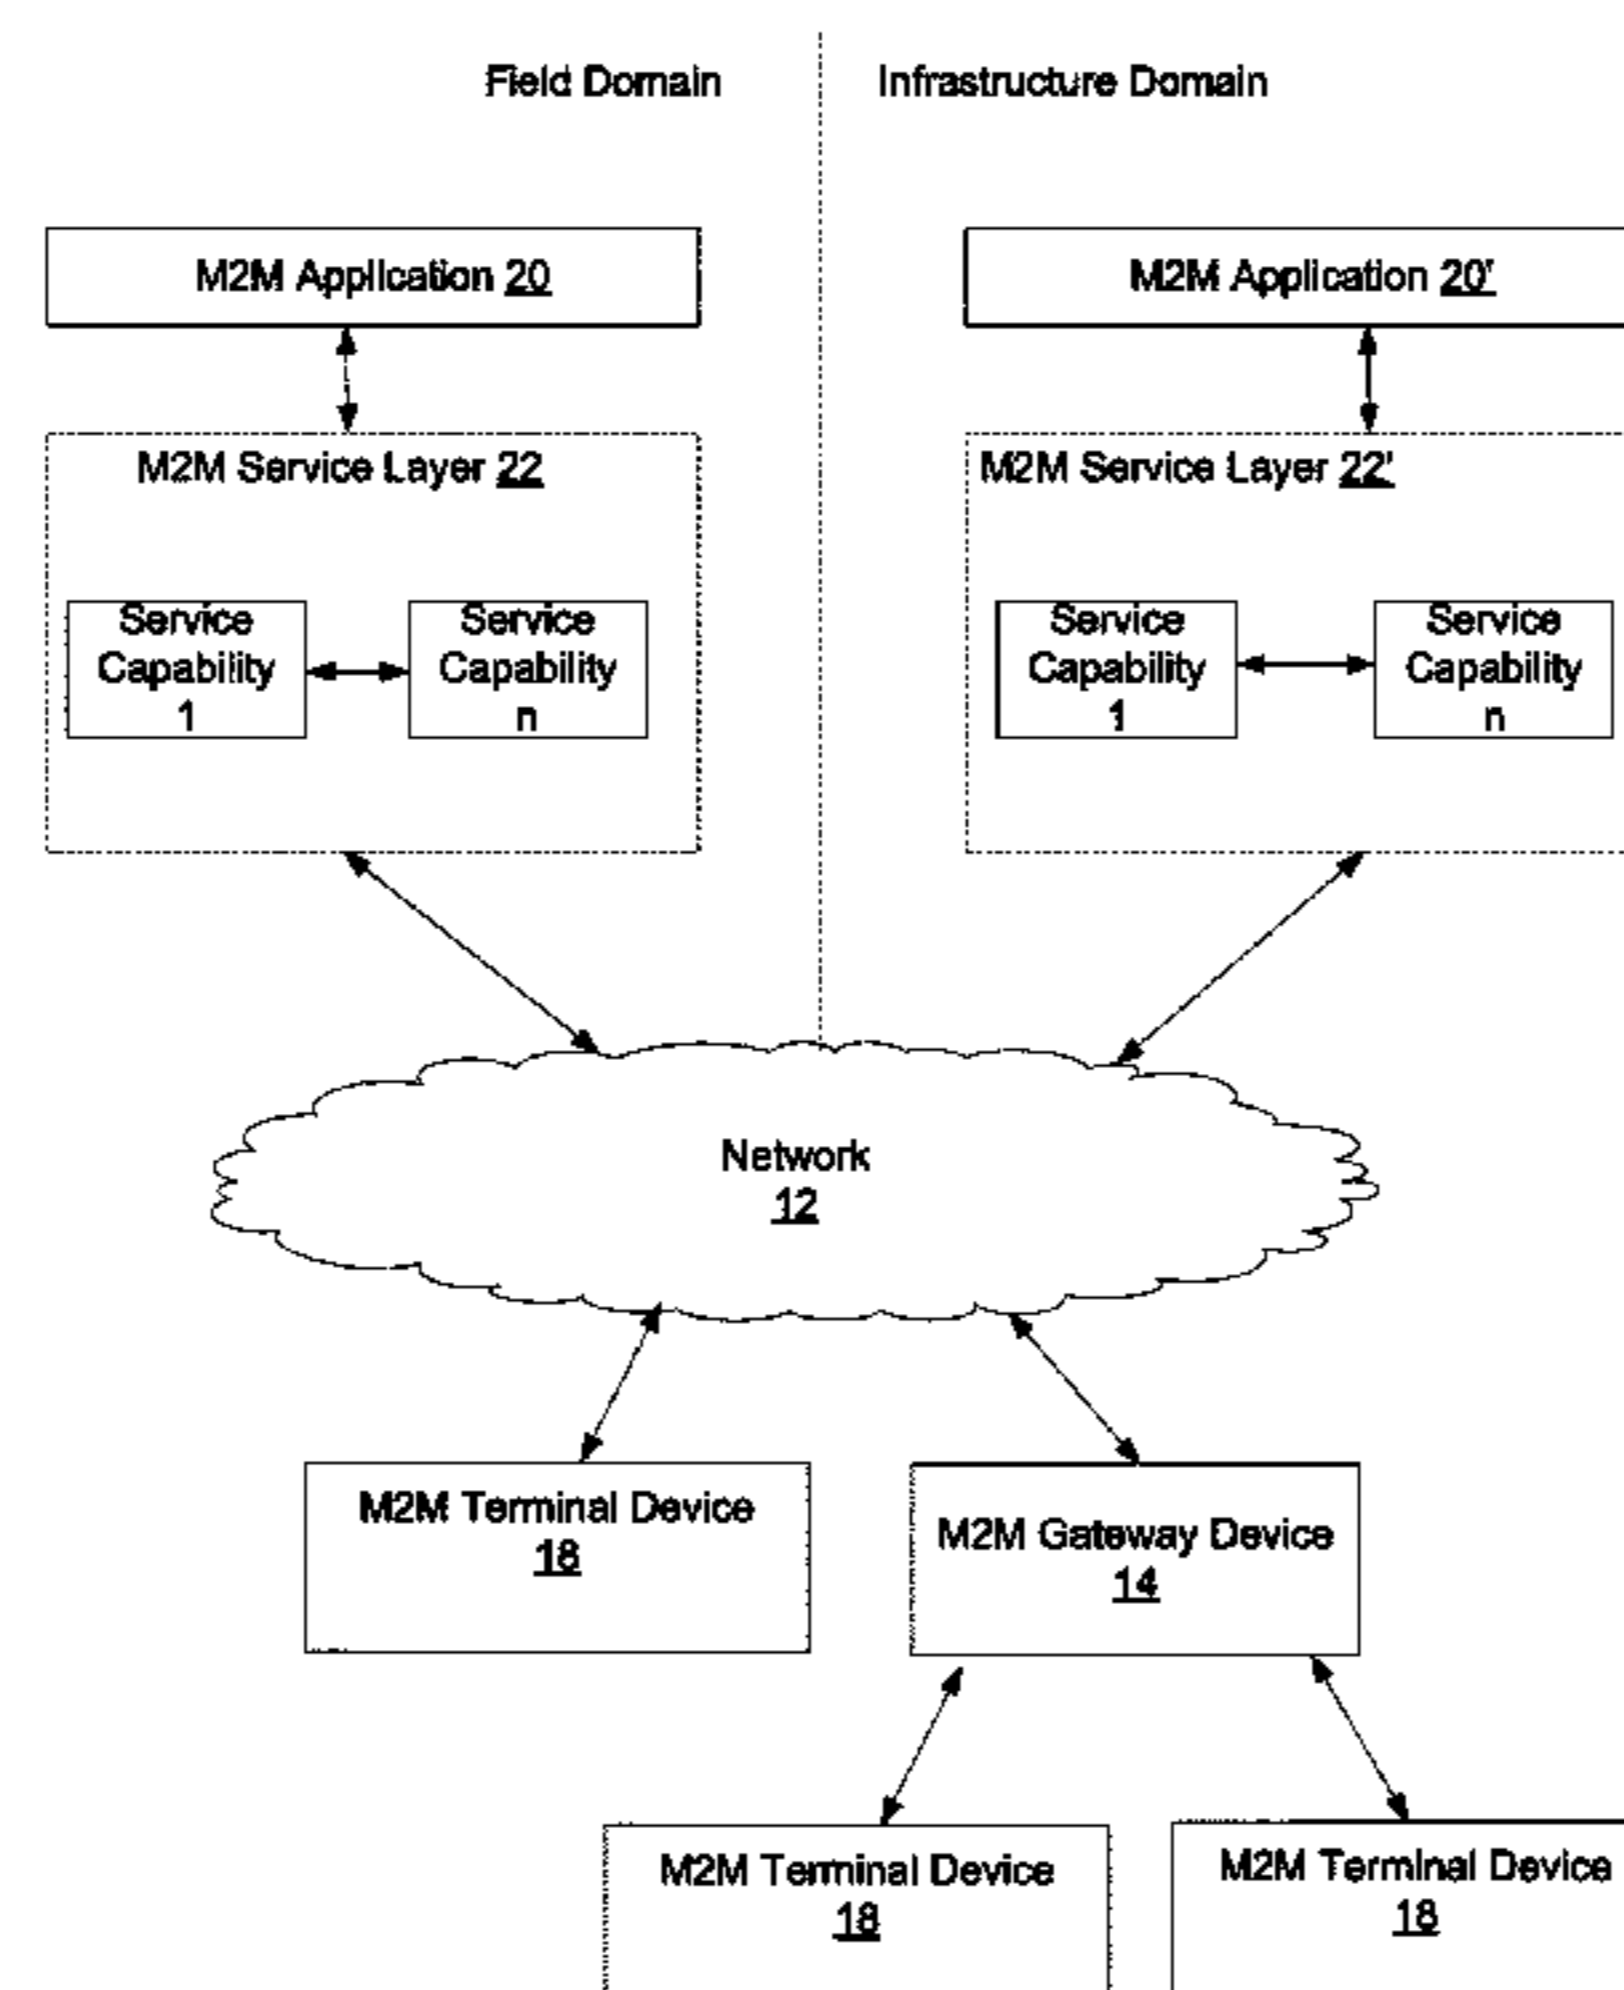 Field Domain
Infrastructure Domain
M2M Application 20
M2M Application 20'
M2M Service Layer 22
M2M Service Layer 22'
Service
Capability
1
Service
Capability
n
Service
Capability
1
Service
Capability
n
Network
12
M2M Terminal Device
18
M2M Gateway Device
14
M2M Terminal Device
18
M2M Terminal Device
18